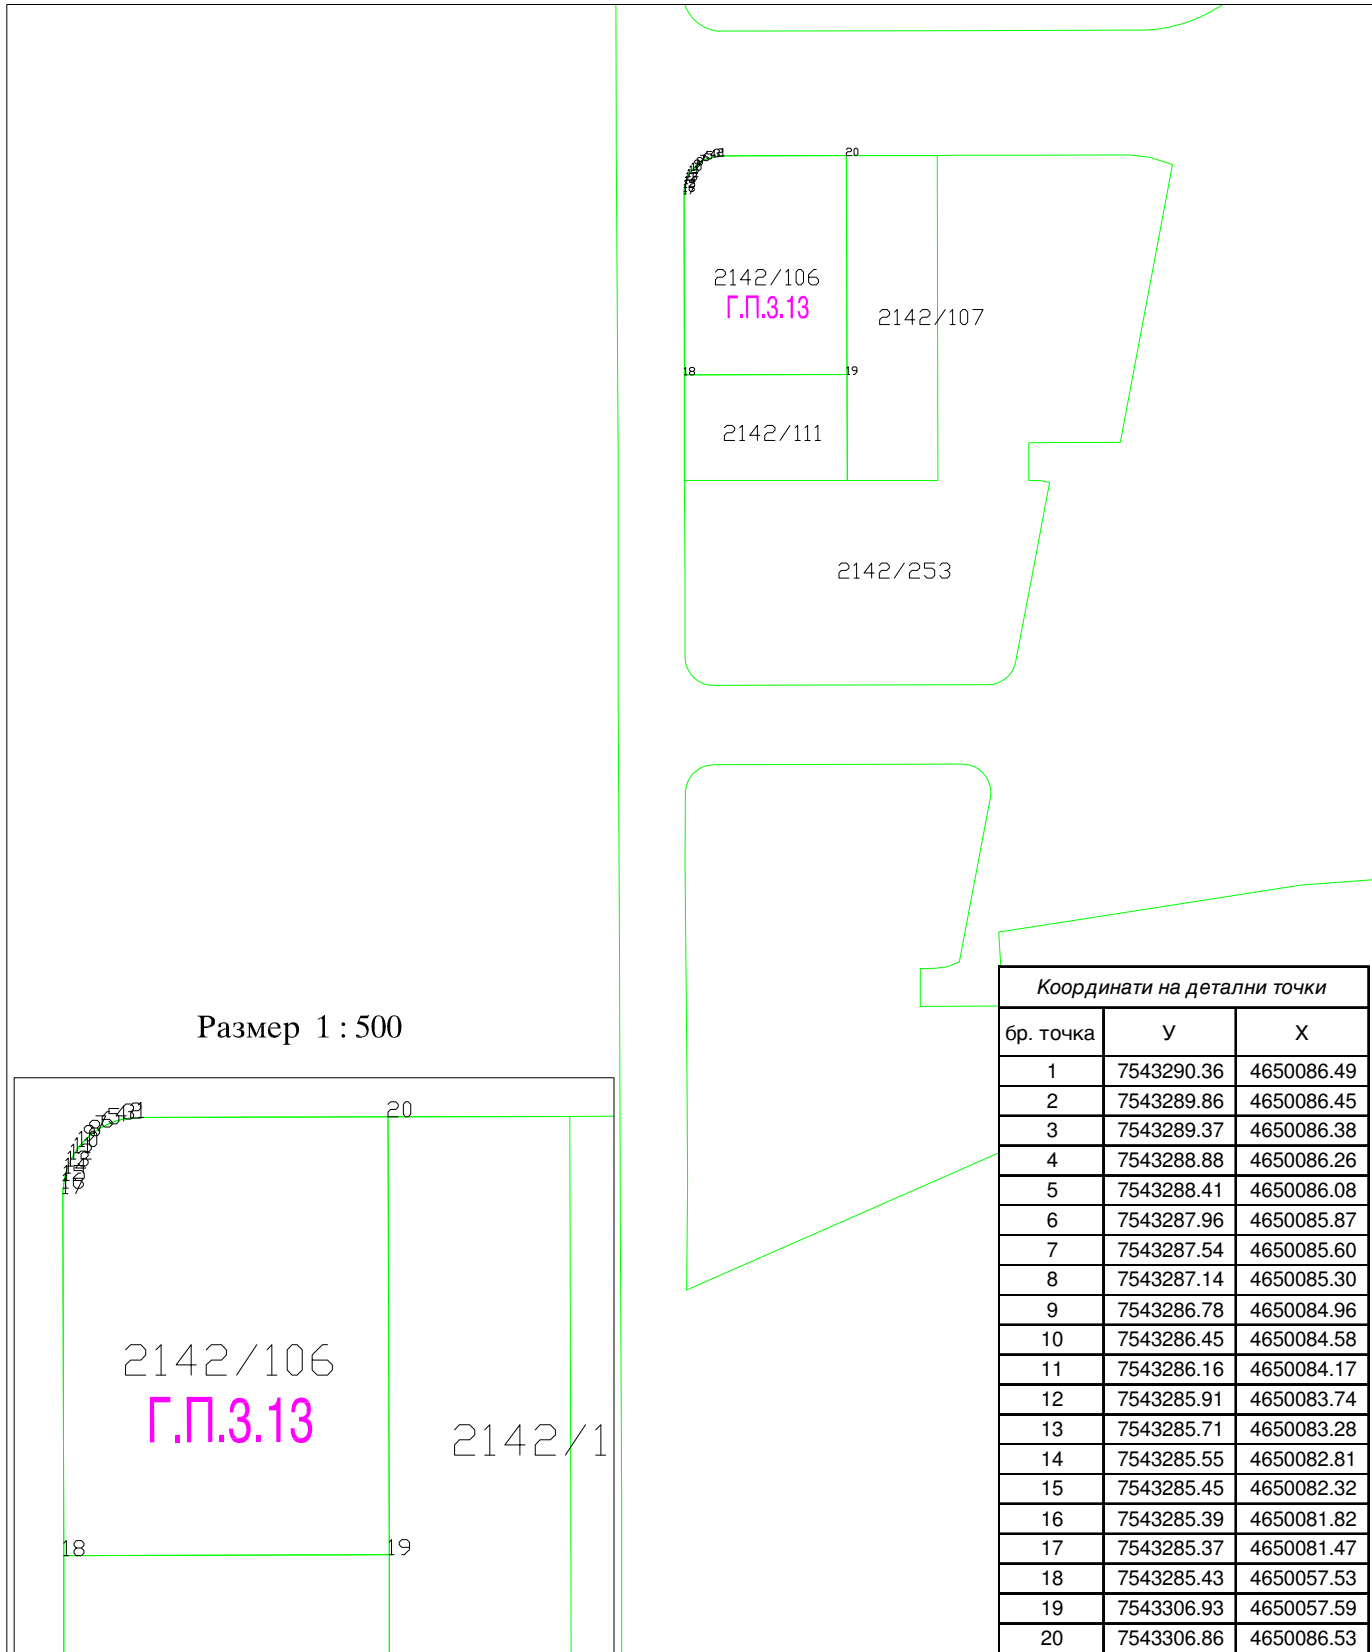 20
2142/106
Г.П.3.13
2142/107
18
19
2142/111
2142/253
Размер 1 : 500
20
2142/106
Г.П.3.13
2142/1
18
19
Координати на детални точки
бр. точка У Х
1 7543290.36 4650086.49
2 7543289.86 4650086.45
3 7543289.37 4650086.38
4 7543288.88 4650086.26
5 7543288.41 4650086.08
6 7543287.96 4650085.87
7 7543287.54 4650085.60
8 7543287.14 4650085.30
9 7543286.78 4650084.96
10 7543286.45 4650084.58
11 7543286.16 4650084.17
12 7543285.91 4650083.74
13 7543285.71 4650083.28
14 7543285.55 4650082.81
15 7543285.45 4650082.32
16 7543285.39 4650081.82
17 7543285.37 4650081.47
18 7543285.43 4650057.53
19 7543306.93 4650057.59
20 7543306.86 4650086.53